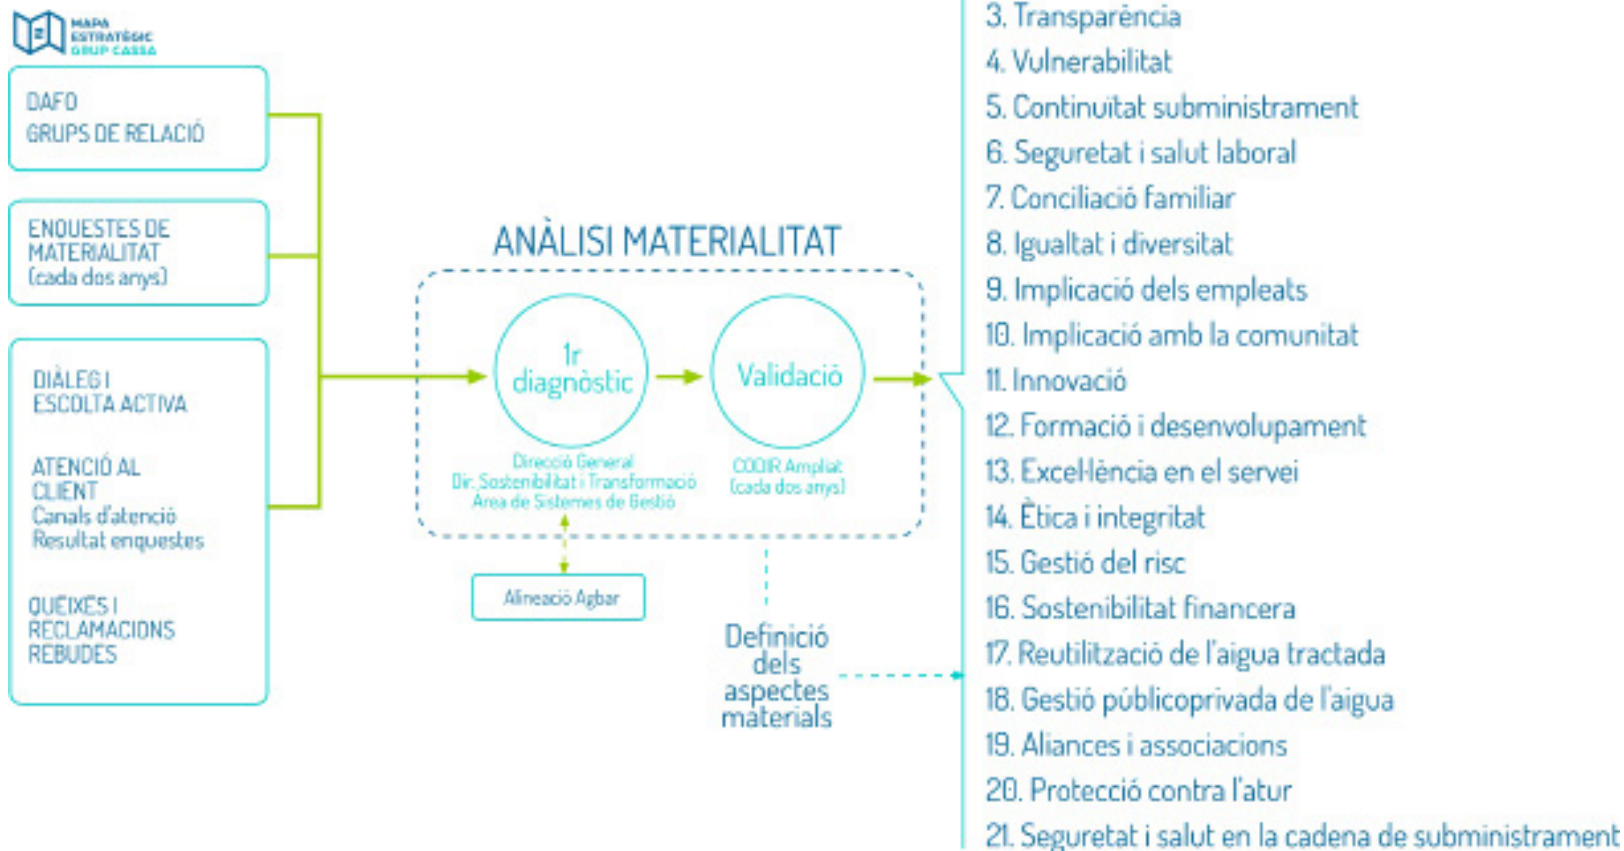 MAPA
ESTRATÈGIC
GRUP CASSA
DAFO
GRUPS DE RELACIÓ
ENQUESTES DE
MATERIALITAT
(cada dos anys)
DIÀLEG I
ESCOLTA ACTIVA
ATENCIÓ AL
CLIENT
Canals d'atenció
Resultat enquestes
QUEIXES I
RECLAMACIONS
REBUDES
ANÀLISI MATERIALITAT
1r
diagnòstic
Direcció General
Dir. Sostenibilitat i Transformació
Àrea de Sistemes de Gestió
Validació
CODIR Ampliat
(cada dos anys)
Alineació Agbar
Definició
dels
aspectes
materials
3. Transparència
4. Vulnerabilitat
5. Continuïtat subministrament
6. Seguretat i salut laboral
7. Conciliació familiar
8. Igualtat i diversitat
9. Implicació dels empleats
10. Implicació amb la comunitat
11. Innovació
12. Formació i desenvolupament
13. Excel·lència en el servei
14. Ètica i integritat
15. Gestió del risc
16. Sostenibilitat financera
17. Reutilització de l'aigua tractada
18. Gestió públicoprivada de l'aigua
19. Aliances i associacions
20. Protecció contra l'atur
21. Seguretat i salut en la cadena de subministrament